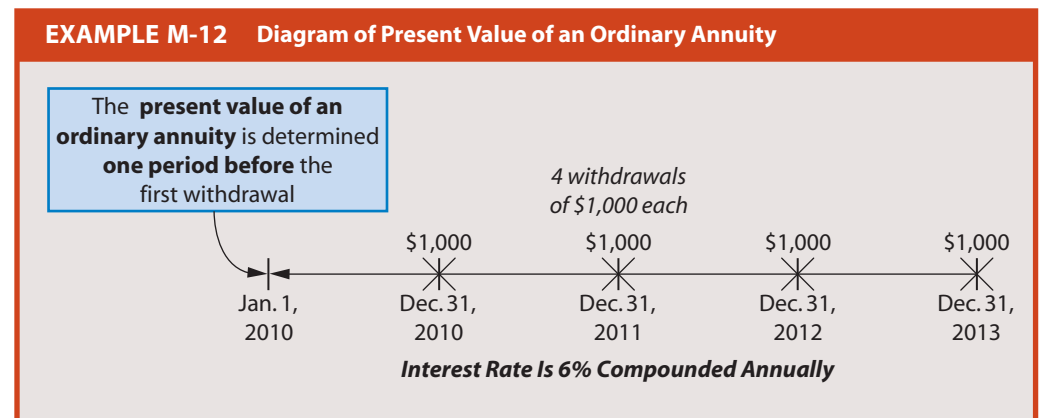 EXAMPLE M-12 Diagram of Present Value of an Ordinary Annuity
The present value of an
ordinary annuity is determined
one period before the
first withdrawal
4 withdrawals
of $1,000 each
$1,000 $1,000 $1,000 $1,000
Jan. 1, Dec. 31, Dec. 31, Dec. 31, Dec. 31,
2010 2010 2011 2012 2013
Interest Rate Is 6% Compounded Annually